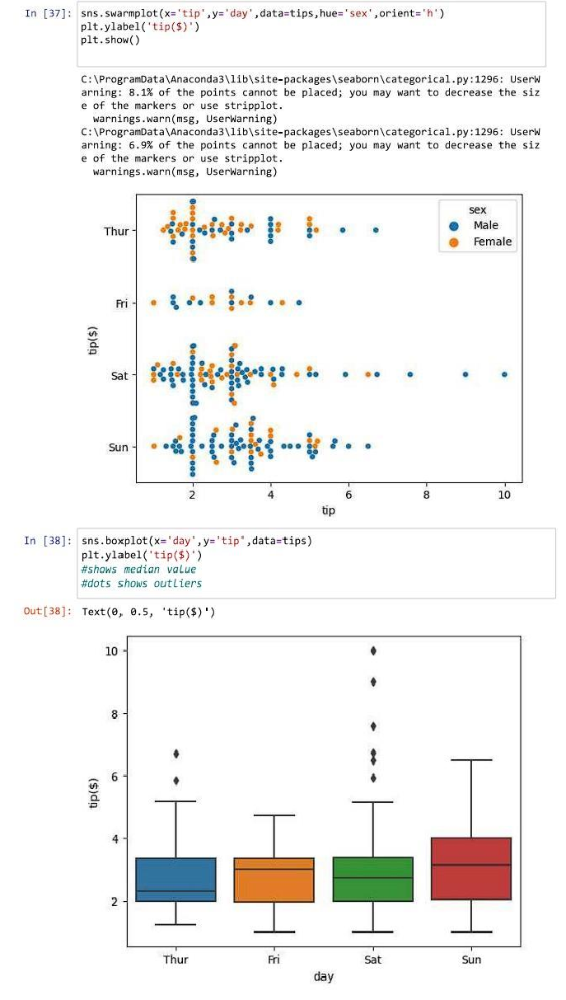 In [37]: sns.swarmplot(x='tip',y='day',data=tips,hue='sex',orient='h')
plt.ylabel('tip($)')
plt.show()
C:\ProgramData\Anaconda3\lib\site-packages\seaborn\categorical.py:1296: UserW
arning: 8.1% of the points cannot be placed; you may want to decrease the siz
e of the markers or use stripplot.
warnings.warn(msg, UserWarning)
C:\ProgramData\Anaconda3\lib\site-packages\seaborn\categorical.py:1296: UserW
arning: 6.9% of the points cannot be placed; you may want to decrease the siz
e of the markers or use stripplot.
warnings.warn(msg, UserWarning)
sex
Male
Female
Thur
Fri
Sat
Sun
tip($)
2 4 6 8 10
tip
In [38]: sns.boxplot(x='day',y='tip",data=tips)
plt.ylabel('tip($)')
#shows median value
#dots shows outliers
Out[38]: Text(0, 0.5, 'tip($)')
10
8
6
4
2
tip($)
Thur Fri Sat Sun
day